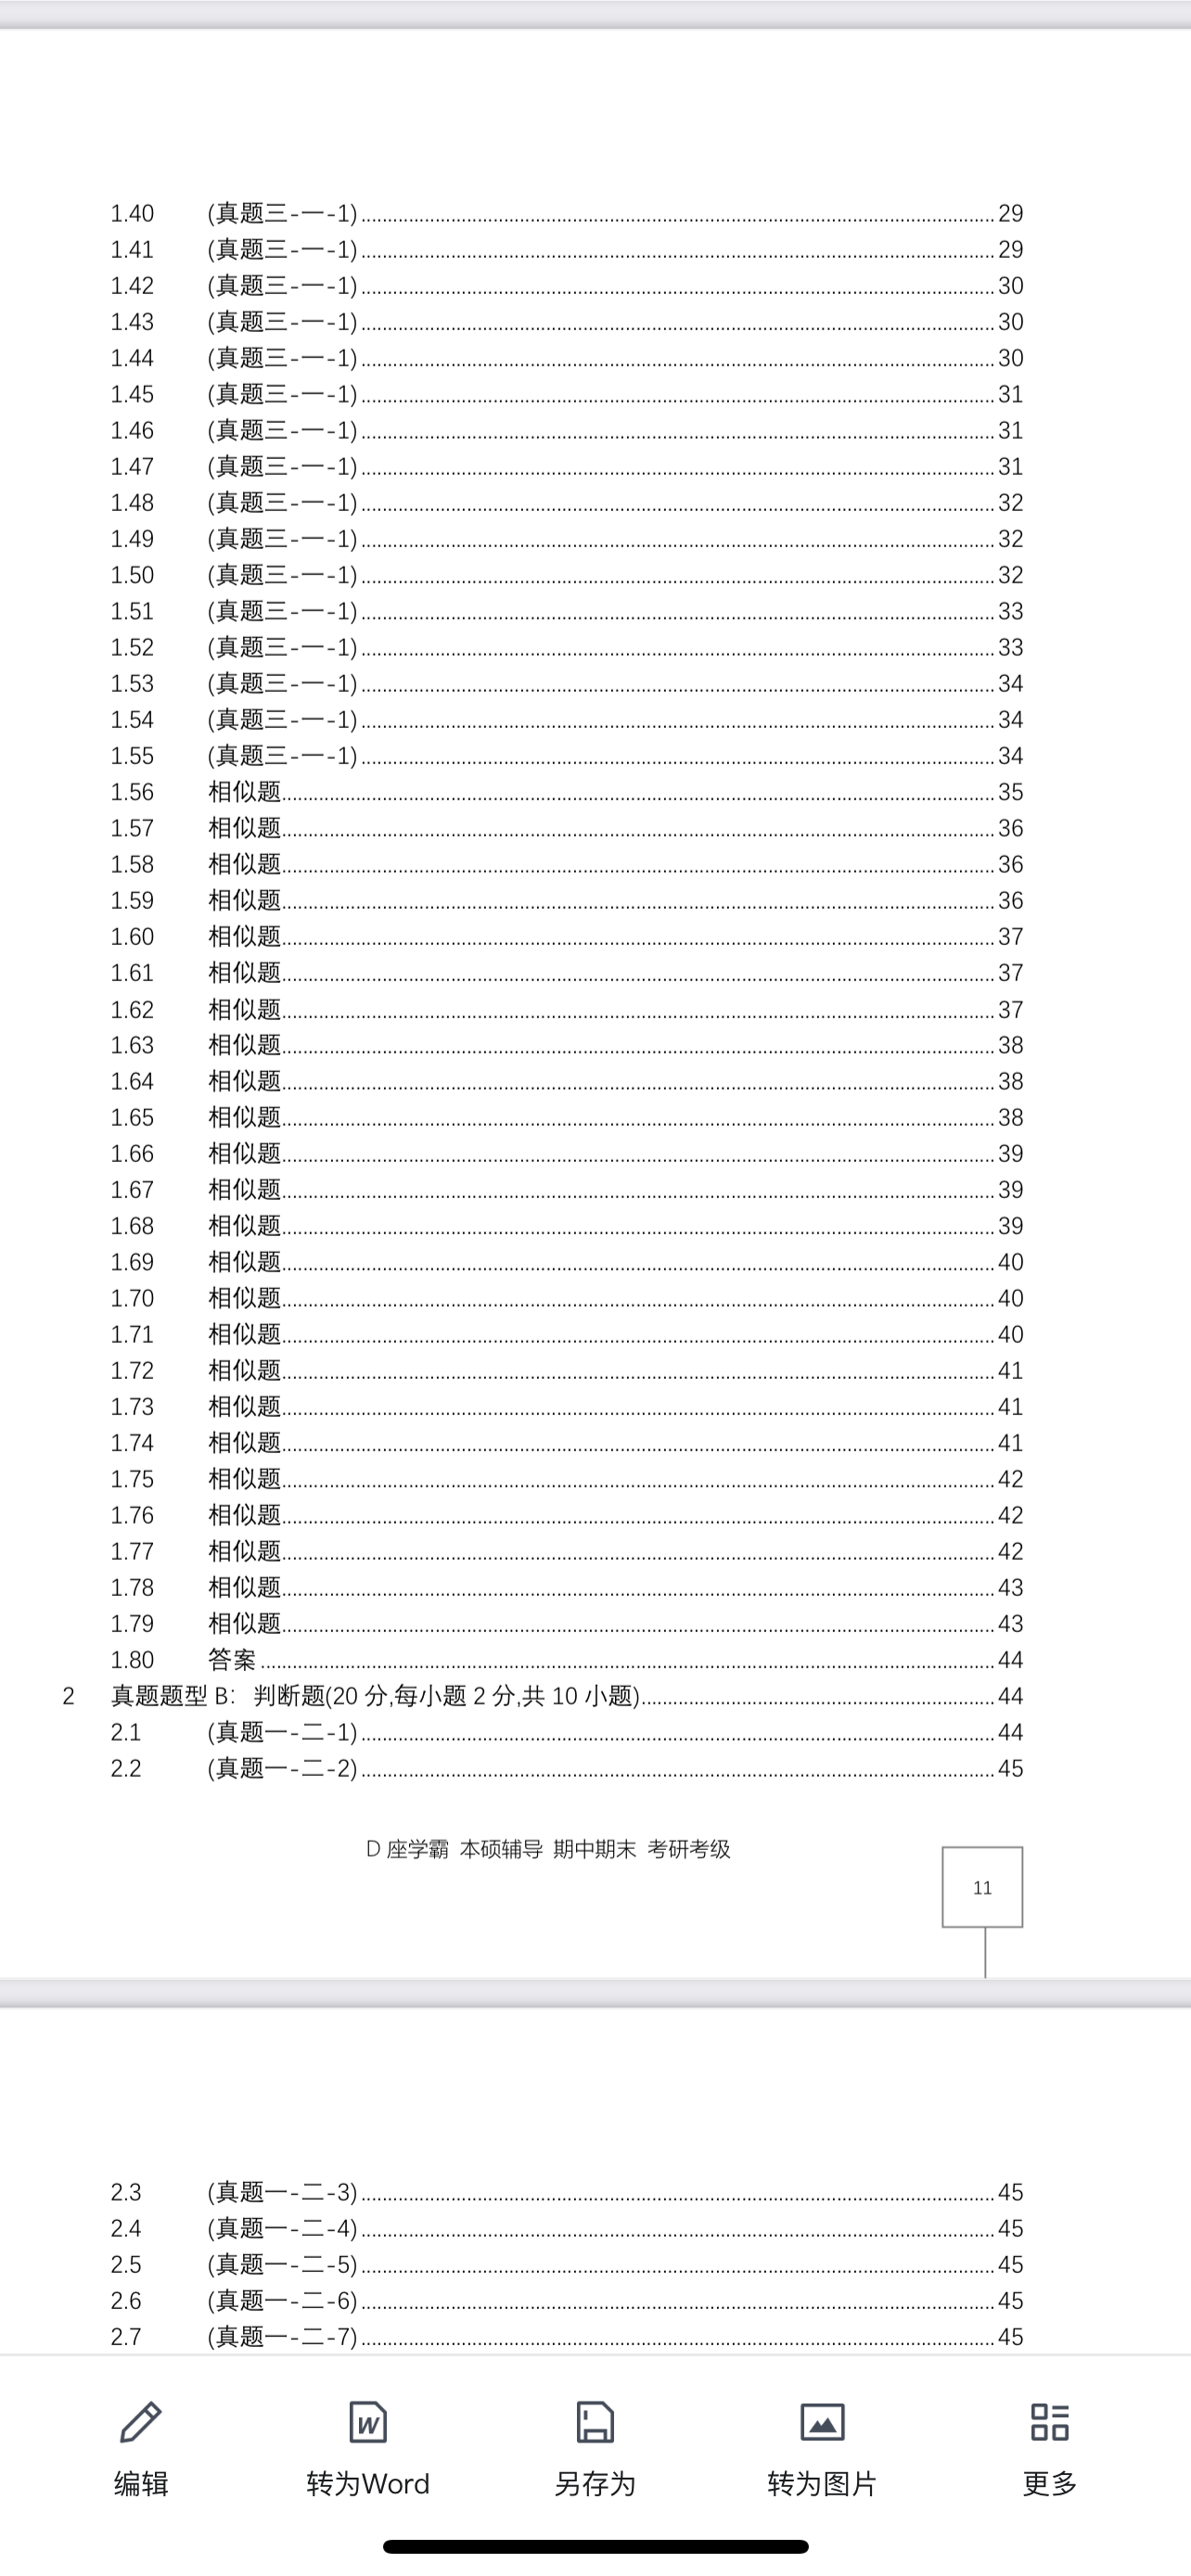 1.40 (真题三-一-1)........29
1.41 (真题三-一-1)........29
1.42 (真题三-一-1)........30
1.43 (真题三-一-1)........30
1.44 (真题三-一-1)........30
1.45 (真题三-一-1)........31
1.46 (真题三-一-1)........31
1.47 (真题三-一-1)........31
1.48 (真题三-一-1)........32
1.49 (真题三-一-1)........32
1.50 (真题三-一-1)........32
1.51 (真题三-一-1)........33
1.52 (真题三-一-1)........33
1.53 (真题三-一-1)........34
1.54 (真题三-一-1)........34
1.55 (真题三-一-1)........34
1.56 相似题........35
1.57 相似题........36
1.58 相似题........36
1.59 相似题........36
1.60 相似题........37
1.61 相似题........37
1.62 相似题........37
1.63 相似题........38
1.64 相似题........38
1.65 相似题........38
1.66 相似题........39
1.67 相似题........39
1.68 相似题........39
1.69 相似题........40
1.70 相似题........40
1.71 相似题........40
1.72 相似题........41
1.73 相似题........41
1.74 相似题........41
1.75 相似题........42
1.76 相似题........42
1.77 相似题........42
1.78 相似题........43
1.79 相似题........43
1.80 答案........44
2 真题题型 B: 判断题(20 分,每小题 2 分,共 10 小题)........44
2.1 (真题一-二-1)........44
2.2 (真题一-二-2)........45
D 座学霸 本硕辅导 期中期末 考研考级
11
2.3 (真题一-二-3)........45
2.4 (真题一-二-4)........45
2.5 (真题一-二-5)........45
2.6 (真题一-二-6)........45
2.7 (真题一-二-7)........45
编辑 转为Word 另存为 转为图片 更多